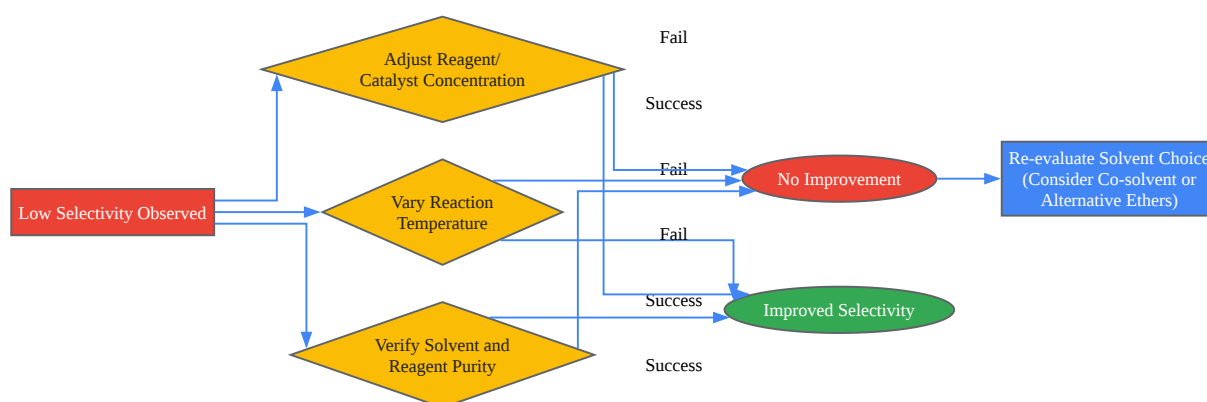 Low Selectivity Observed
Adjust Reagent/
Catalyst Concentration
Vary Reaction
Temperature
Verify Solvent and
Reagent Purity
Fail
Success
Fail
Fail
Success
Success
No Improvement
Improved Selectivity
Re-evaluate Solvent Choice
(Consider Co-solvent or
Alternative Ethers)